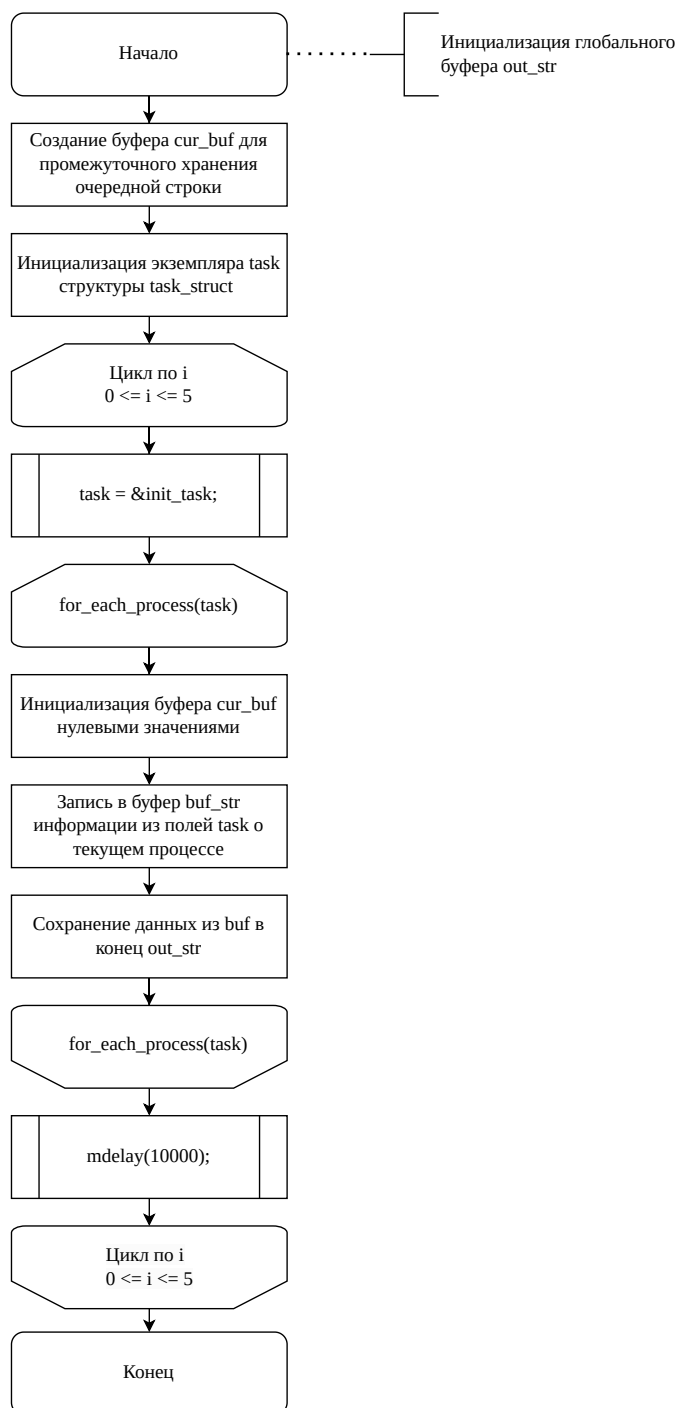 Начало
Инициализация глобального
буфера out_str
Создание буфера cur_buf для
промежуточного хранения
очередной строки
Инициализация экземпляра task
структуры task_struct
Цикл по i
0 <= i <= 5
task = &init_task;
for_each_process(task)
Инициализация буфера cur_buf
нулевыми значениями
Запись в буфер buf_str
информации из полей task о
текущем процессе
Сохранение данных из buf в
конец out_str
for_each_process(task)
mdelay(10000);
Цикл по i
0 <= i <= 5
Конец